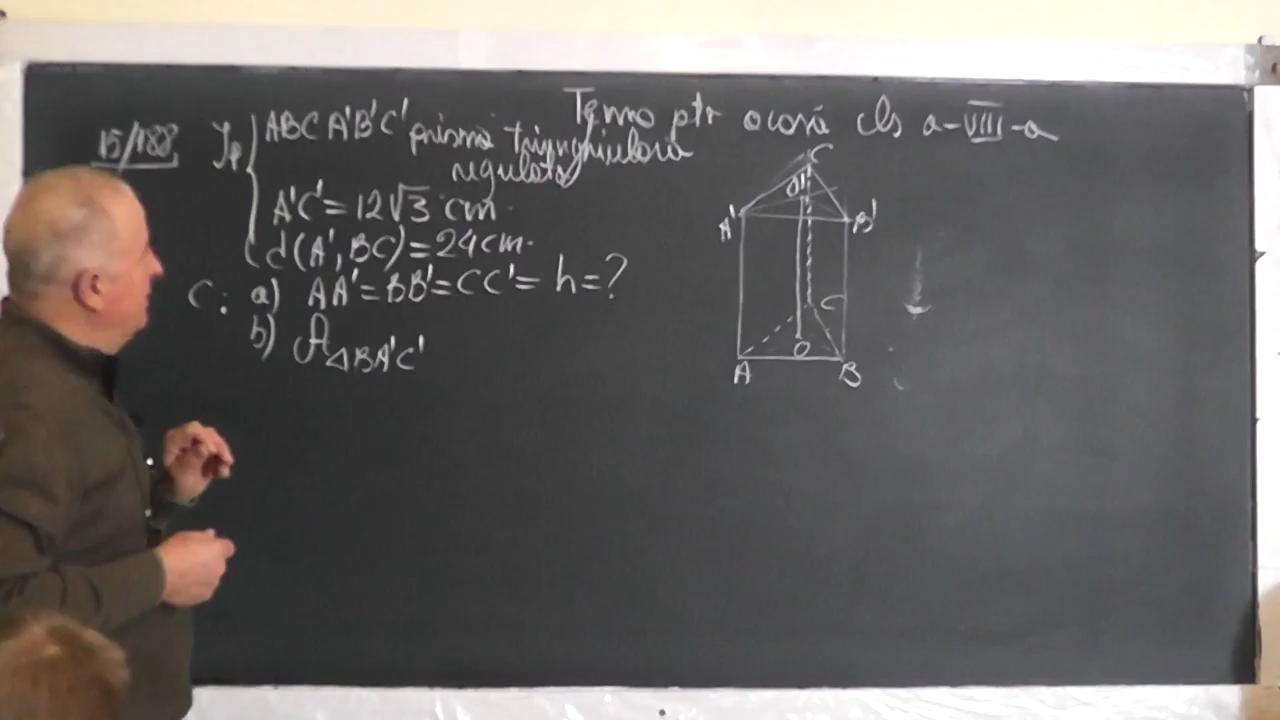 Temă ptr acasă cls a-VIII-a
15/188 Ip ABCA'B'C' prismă triunghiulară
regulată
A'C' = 12√3 cm.
d(A', BC) = 24 cm.
C: a) AA' = BB' = CC' = h = ?
b) A△BA'C'
C
O'
A' B'
C
O
A B